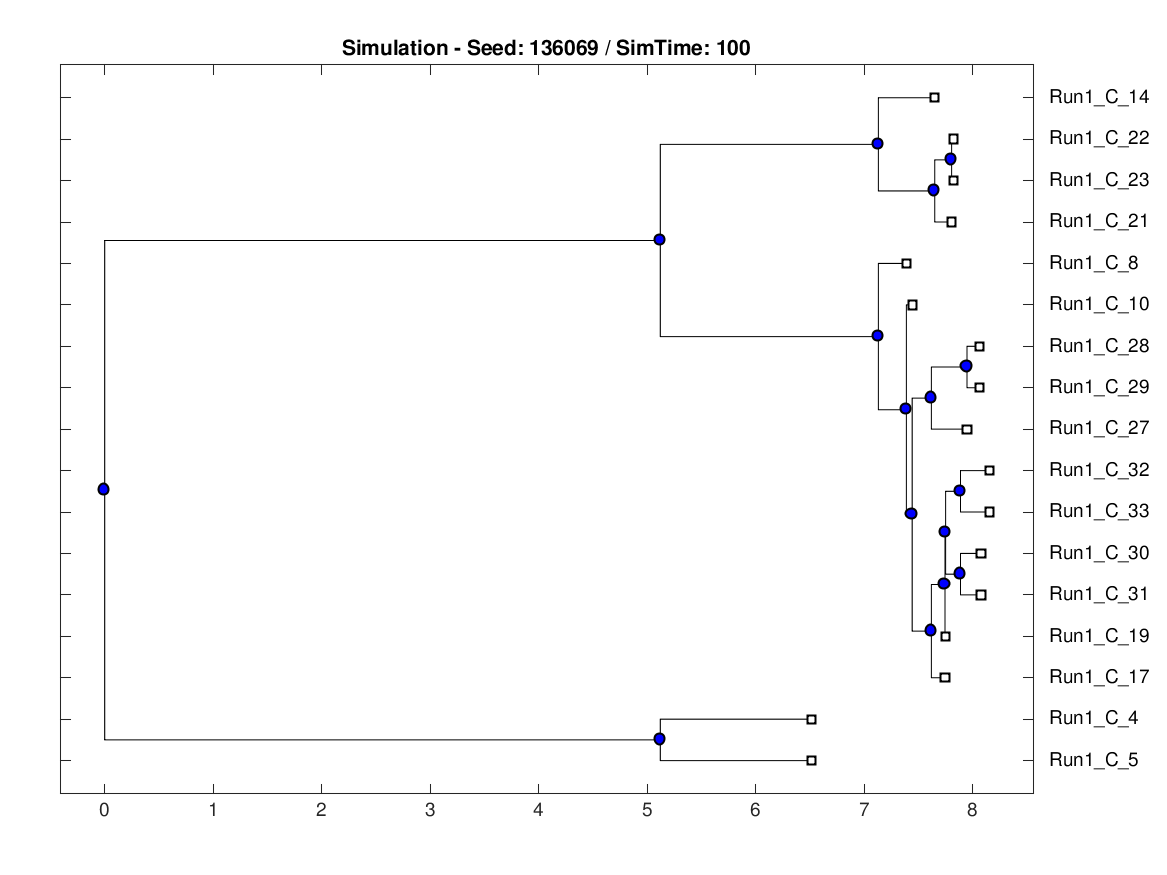 Simulation - Seed: 136069 / SimTime: 100
Run1_C_14
Run1_C_22
Run1_C_23
Run1_C_21
Run1_C_8
Run1_C_10
Run1_C_28
Run1_C_29
Run1_C_27
Run1_C_32
Run1_C_33
Run1_C_30
Run1_C_31
Run1_C_19
Run1_C_17
Run1_C_4
Run1_C_5
0 1 2 3 4 5 6 7 8